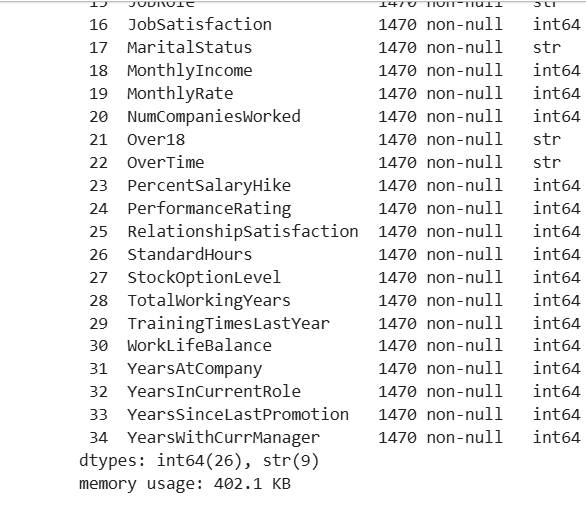 15 JobRole 1470 non-null str
16 JobSatisfaction 1470 non-null int64
17 MaritalStatus 1470 non-null str
18 MonthlyIncome 1470 non-null int64
19 MonthlyRate 1470 non-null int64
20 NumCompaniesWorked 1470 non-null int64
21 Over18 1470 non-null str
22 OverTime 1470 non-null str
23 PercentSalaryHike 1470 non-null int64
24 PerformanceRating 1470 non-null int64
25 RelationshipSatisfaction 1470 non-null int64
26 StandardHours 1470 non-null int64
27 StockOptionLevel 1470 non-null int64
28 TotalWorkingYears 1470 non-null int64
29 TrainingTimesLastYear 1470 non-null int64
30 WorkLifeBalance 1470 non-null int64
31 YearsAtCompany 1470 non-null int64
32 YearsInCurrentRole 1470 non-null int64
33 YearsSinceLastPromotion 1470 non-null int64
34 YearsWithCurrManager 1470 non-null int64
dtypes: int64(26), str(9)
memory usage: 402.1 KB